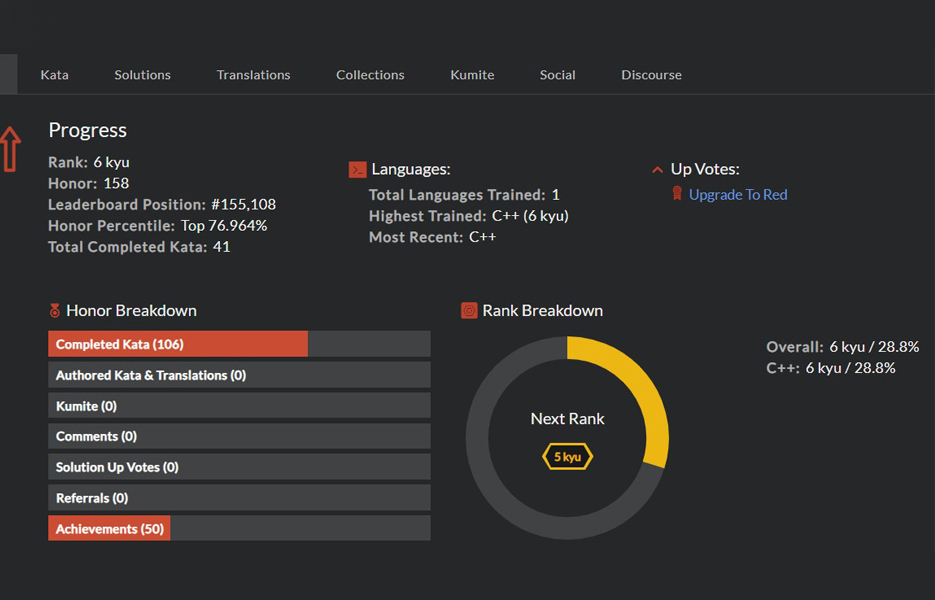 Kata Solutions Translations Collections Kumite Social Discourse
Progress
Rank: 6 kyu
Honor: 158
Leaderboard Position: #155,108
Honor Percentile: Top 76.964%
Total Completed Kata: 41
Languages:
Total Languages Trained: 1
Highest Trained: C++ (6 kyu)
Most Recent: C++
Up Votes:
Upgrade To Red
Honor Breakdown
Completed Kata (106)
Authored Kata & Translations (0)
Kumite (0)
Comments (0)
Solution Up Votes (0)
Referrals (0)
Achievements (50)
Rank Breakdown
Next Rank
5 kyu
Overall: 6 kyu / 28.8%
C++: 6 kyu / 28.8%